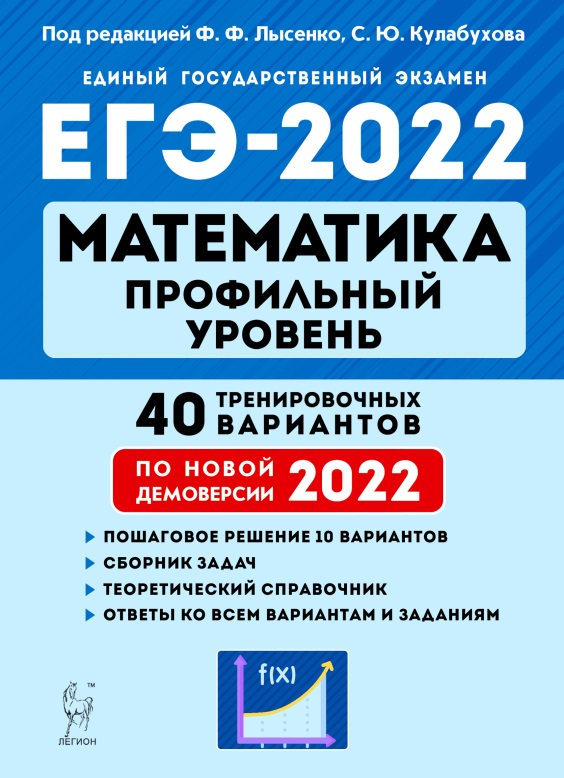 Под редакцией Ф. Ф. Лысенко, С. Ю. Кулабухова
ЕДИНЫЙ ГОСУДАРСТВЕННЫЙ ЭКЗАМЕН
ЕГЭ-2022
МАТЕМАТИКА
ПРОФИЛЬНЫЙ
УРОВЕНЬ
40 ТРЕНИРОВОЧНЫХ
ВАРИАНТОВ
ПО НОВОЙ
ДЕМОВЕРСИИ 2022
ПОШАГОВОЕ РЕШЕНИЕ 10 ВАРИАНТОВ
СБОРНИК ЗАДАЧ
ТЕОРЕТИЧЕСКИЙ СПРАВОЧНИК
ОТВЕТЫ КО ВСЕМ ВАРИАНТАМ И ЗАДАНИЯМ
f(x)
TM
ЛЕГИОН